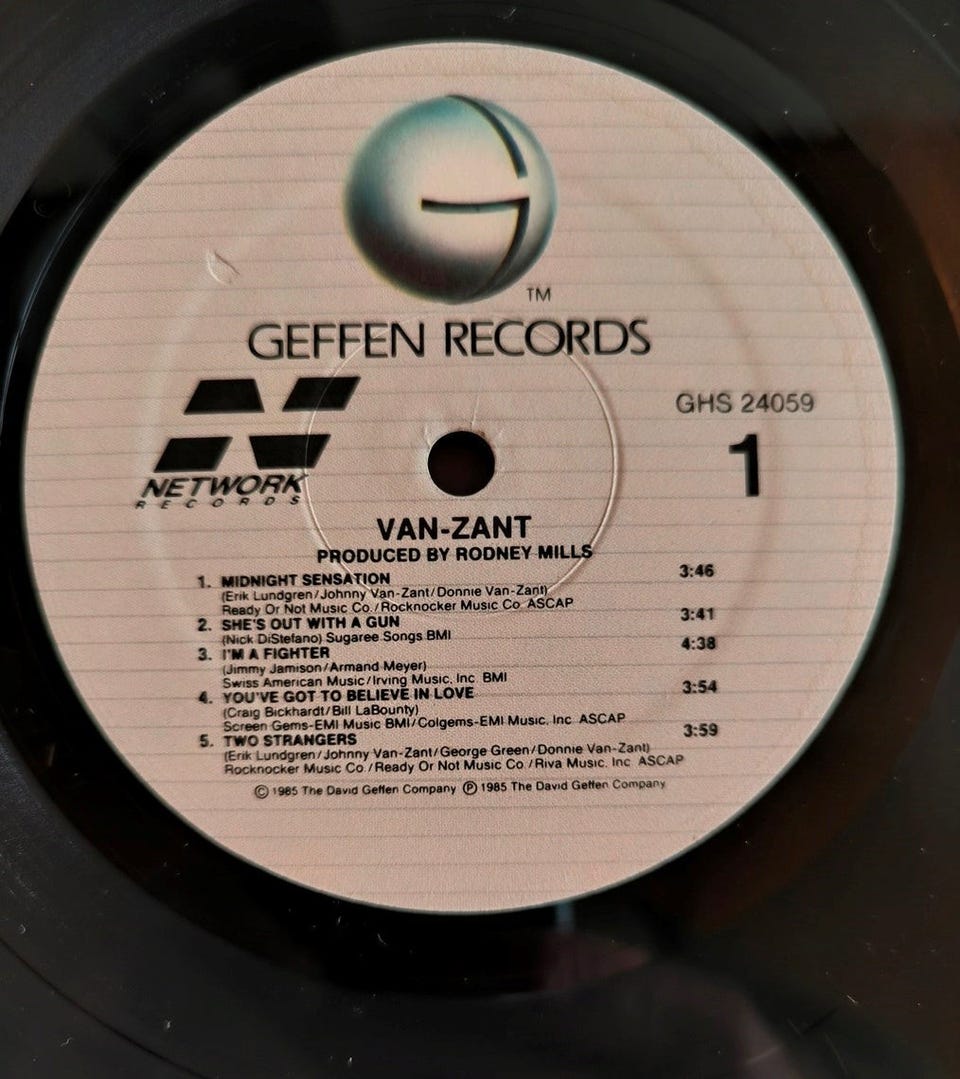 TM
GEFFEN RECORDS
NETWORK
RECORDS
GHS 24059
1
VAN-ZANT
PRODUCED BY RODNEY MILLS
1. MIDNIGHT SENSATION 3:46
(Erik Lundgren/Johnny Van-Zant/Donnie Van-Zant)
Ready Or Not Music Co./Rocknocker Music Co. ASCAP
2. SHE'S OUT WITH A GUN 3:41
(Nick DiStefano) Sugaree Songs BMI
3. I'M A FIGHTER 4:38
(Jimmy Jamison/Armand Meyer)
Swiss American Music/Irving Music, Inc. BMI
4. YOU'VE GOT TO BELIEVE IN LOVE 3:54
(Craig Bickhardt/Bill LaBounty)
Screen Gems-EMI Music BMI/Colgems-EMI Music, Inc. ASCAP
5. TWO STRANGERS 3:59
(Erik Lundgren/Johnny Van-Zant/George Green/Donnie Van-Zant)
Rocknocker Music Co./Ready Or Not Music Co./Riva Music, Inc. ASCAP
© 1985 The David Geffen Company ℗ 1985 The David Geffen Company